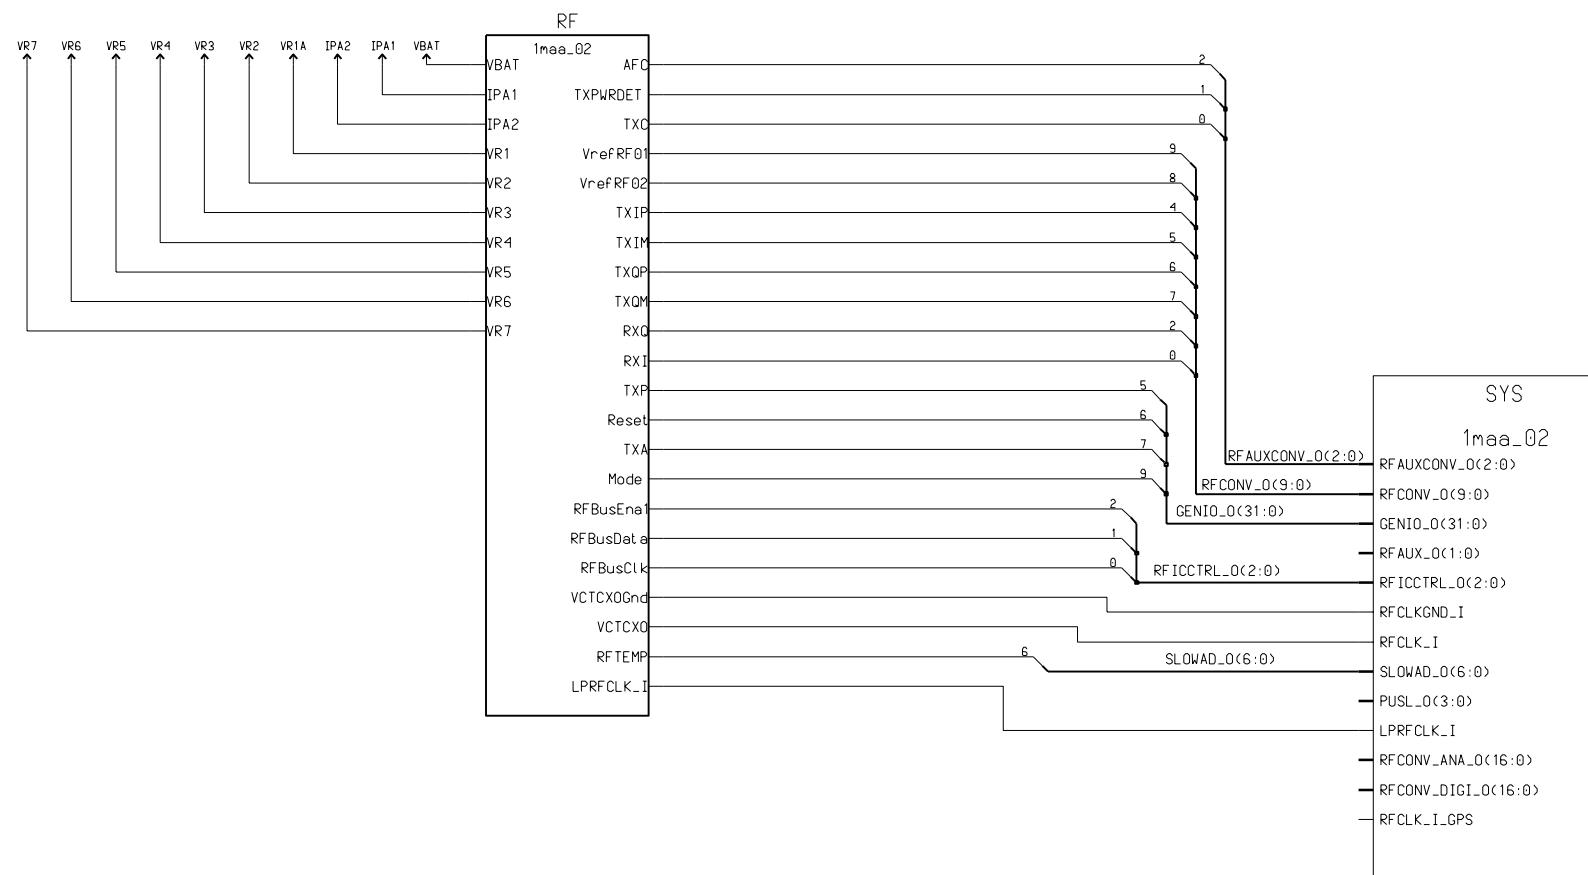 RF
1maa_02
VR7 VR6 VR5 VR4 VR3 VR2 VR1A IPA2 IPA1 VBAT
VBAT AFC 2
IPA1 TXPWRDET 1
IPA2 TXC 0
VR1 VrefRF01 9
VR2 VrefRF02 8
VR3 TXIP 4
VR4 TXIM 5
VR5 TXQP 6
VR6 TXQM 7
VR7 RXQ 2
RXI 0
TXP 5
Reset 6
TXA 7
Mode 9
RFBusEna1 2
RFBusData 1
RFBusClk 0
VCTCXOGnd
VCTCXO
RFTEMP 6
LPRFCLK_I
SYS
1maa_02
RFAUXCONV_O(2:0) RFAUXCONV_O(2:0)
RFCONV_O(9:0) RFCONV_O(9:0)
GENIO_O(31:0) GENIO_O(31:0)
RFAUX_O(1:0)
RFICCTRL_O(2:0) RFICCTRL_O(2:0)
RFCLKGND_I
RFCLK_I
SLOWAD_O(6:0) SLOWAD_O(6:0)
PUSL_O(3:0)
LPRFCLK_I
RFCONV_ANA_O(16:0)
RFCONV_DIGI_O(16:0)
RFCLK_I_GPS